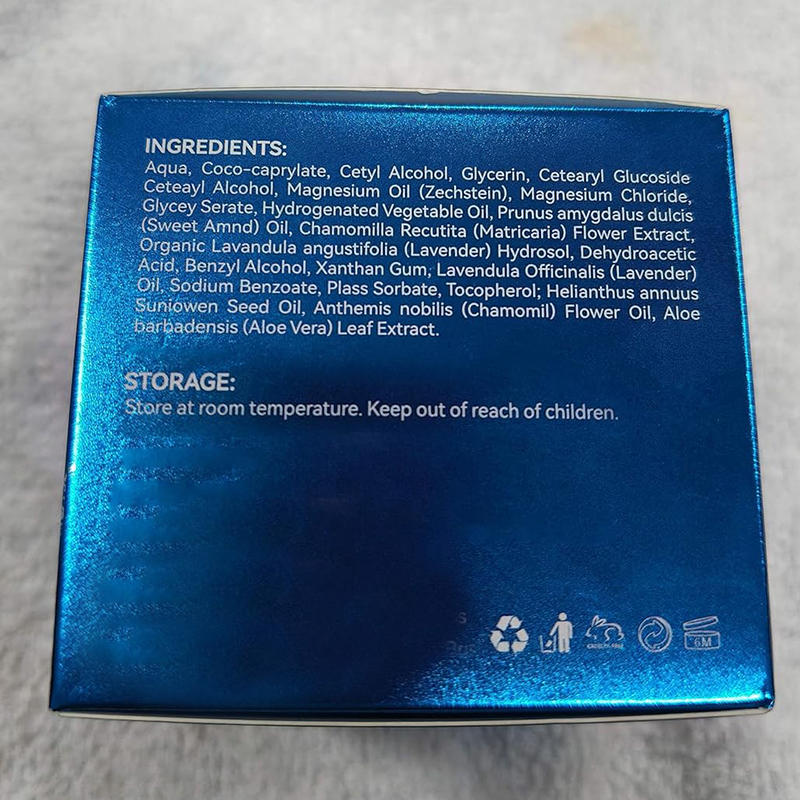 INGREDIENTS:
Aqua, Coco-caprylate, Cetyl Alcohol, Glycerin, Cetearyl Glucoside
Ceteayl Alcohol, Magnesium Oil (Zechstein), Magnesium Chloride,
Glycey Serate, Hydrogenated Vegetable Oil, Prunus amygdalus dulcis
(Sweet Amnd) Oil, Chamomilla Recutita (Matricaria) Flower Extract,
Organic Lavandula angustifolia (Lavender) Hydrosol, Dehydroacetic
Acid, Benzyl Alcohol, Xanthan Gum, Lavendula Officinalis (Lavender)
Oil, Sodium Benzoate, Plass Sorbate, Tocopherol; Helianthus annuus
Suniowen Seed Oil, Anthemis nobilis (Chamomil) Flower Oil, Aloe
barbadensis (Aloe Vera) Leaf Extract.
STORAGE:
Store at room temperature. Keep out of reach of children.
CRUELTY FREE
6M